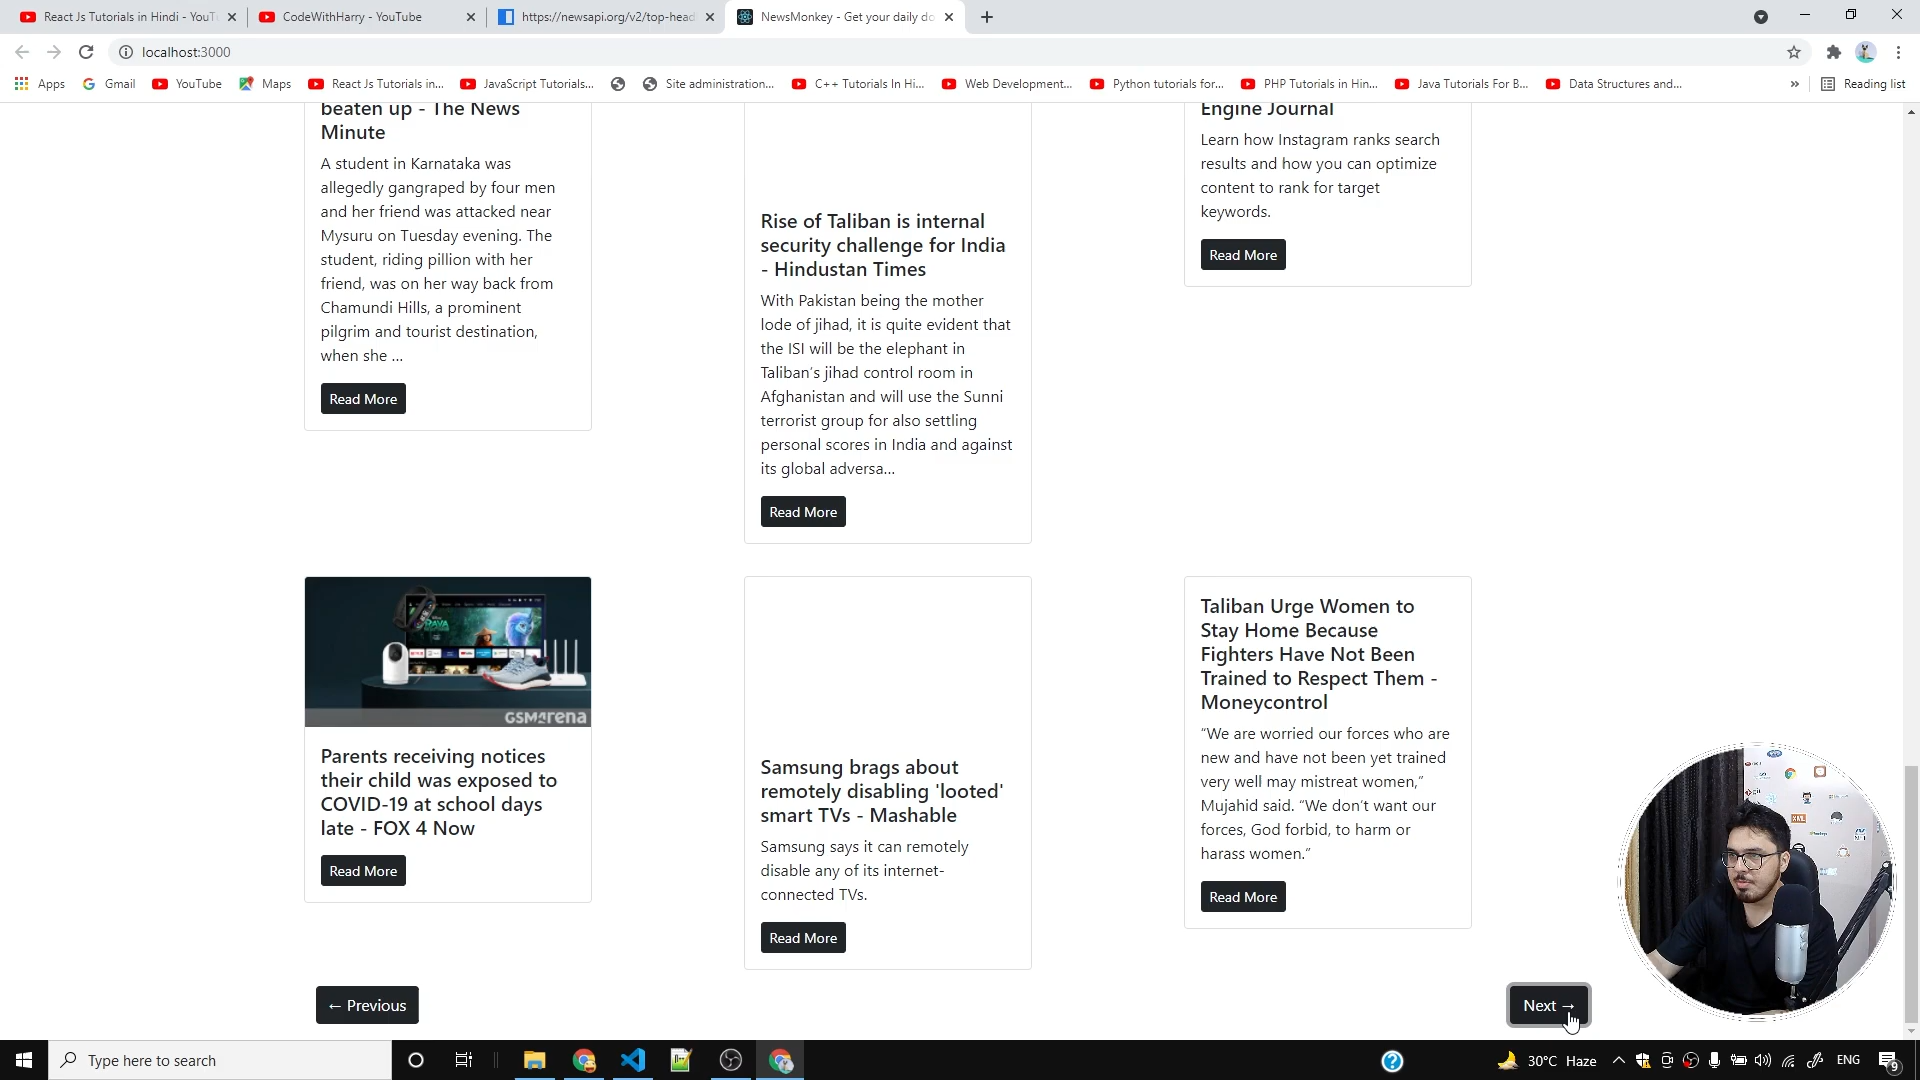 React Js Tutorials in Hindi - YouT
CodeWithHarry - YouTube
https://newsapi.org/v2/top-head
NewsMonkey - Get your daily do
localhost:3000
Apps
Gmail
YouTube
Maps
React Js Tutorials in...
JavaScript Tutorials...
Site administration...
C++ Tutorials In Hi...
Web Development...
Python tutorials for...
PHP Tutorials in Hin...
Java Tutorials For B...
Data Structures and...
»
Reading list
beaten up - The News
Minute
A student in Karnataka was
allegedly gangraped by four men
and her friend was attacked near
Mysuru on Tuesday evening. The
student, riding pillion with her
friend, was on her way back from
Chamundi Hills, a prominent
pilgrim and tourist destination,
when she ...
Read More
Rise of Taliban is internal
security challenge for India
- Hindustan Times
With Pakistan being the mother
lode of jihad, it is quite evident that
the ISI will be the elephant in
Taliban's jihad control room in
Afghanistan and will use the Sunni
terrorist group for also settling
personal scores in India and against
its global adversa...
Read More
Engine Journal
Learn how Instagram ranks search
results and how you can optimize
content to rank for target
keywords.
Read More
GSMArena
Parents receiving notices
their child was exposed to
COVID-19 at school days
late - FOX 4 Now
Read More
Samsung brags about
remotely disabling 'looted'
smart TVs - Mashable
Samsung says it can remotely
disable any of its internet-
connected TVs.
Read More
Taliban Urge Women to
Stay Home Because
Fighters Have Not Been
Trained to Respect Them -
Moneycontrol
“We are worried our forces who are
new and have not been yet trained
very well may mistreat women,”
Mujahid said. “We don’t want our
forces, God forbid, to harm or
harass women.”
Read More
← Previous
Next →
XML
git
Type here to search
30°C Haze
ENG
9